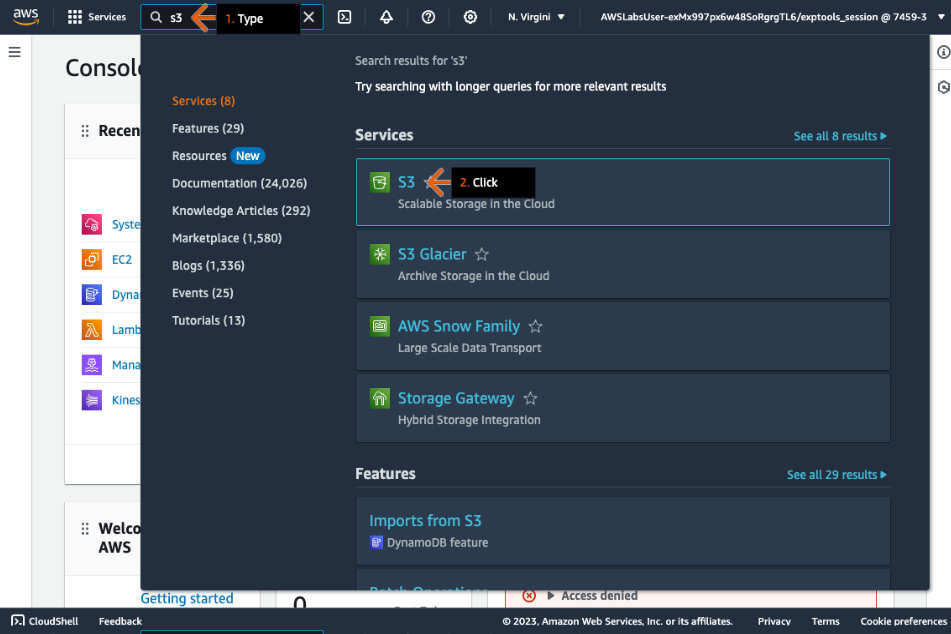 aws
Services
s3
1. Type
N. Virgini
AWSLabsUser-exMx997px6w48SoRgrgTL6/exptools_session @ 7459-3
Consol
Recen
Syste
EC2
Dyna
Lamb
Mana
Kines
Welco
AWS
Getting started
0
Services (8)
Features (29)
Resources New
Documentation (24,026)
Knowledge Articles (292)
Marketplace (1,580)
Blogs (1,336)
Events (25)
Tutorials (13)
Search results for 's3'
Try searching with longer queries for more relevant results
Services
See all 8 results
S3
2. Click
Scalable Storage in the Cloud
S3 Glacier
Archive Storage in the Cloud
AWS Snow Family
Large Scale Data Transport
Storage Gateway
Hybrid Storage Integration
Features
See all 29 results
Imports from S3
DynamoDB feature
Batch Operations
Access denied
CloudShell
Feedback
© 2023, Amazon Web Services, Inc. or its affiliates.
Privacy
Terms
Cookie preferences